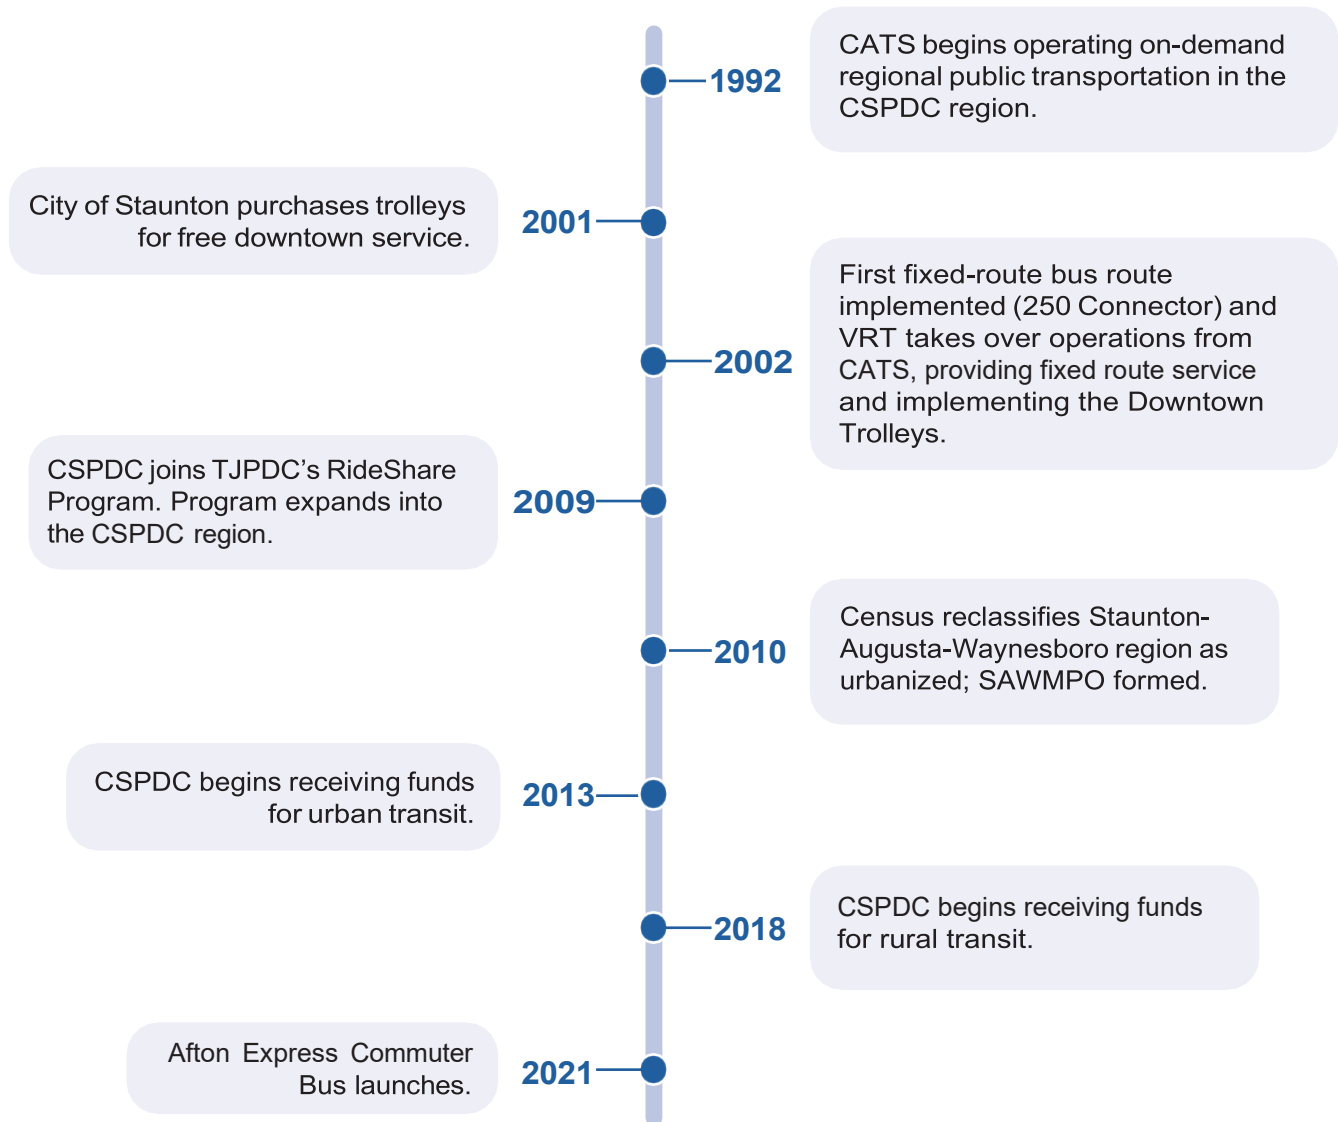 1992
CATS begins operating on-demand
regional public transportation in the
CSPDC region.
City of Staunton purchases trolleys
for free downtown service.
2001
2002
First fixed-route bus route
implemented (250 Connector) and
VRT takes over operations from
CATS, providing fixed route service
and implementing the Downtown
Trolleys.
CSPDC joins TJPDC’s RideShare
Program. Program expands into
the CSPDC region.
2009
2010
Census reclassifies Staunton-
Augusta-Waynesboro region as
urbanized; SAWMPO formed.
CSPDC begins receiving funds
for urban transit.
2013
2018
CSPDC begins receiving funds
for rural transit.
Afton Express Commuter
Bus launches.
2021